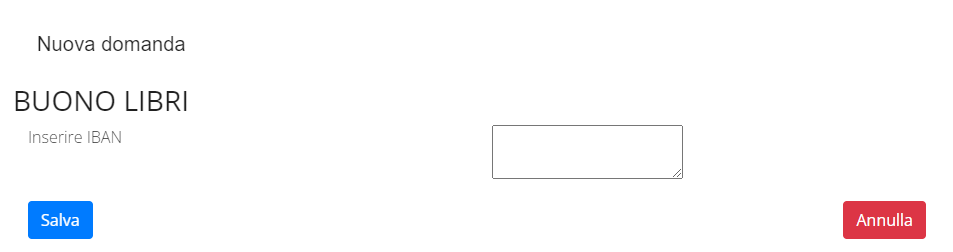 Nuova domanda
BUONO LIBRI
Inserire IBAN
Salva
Annulla